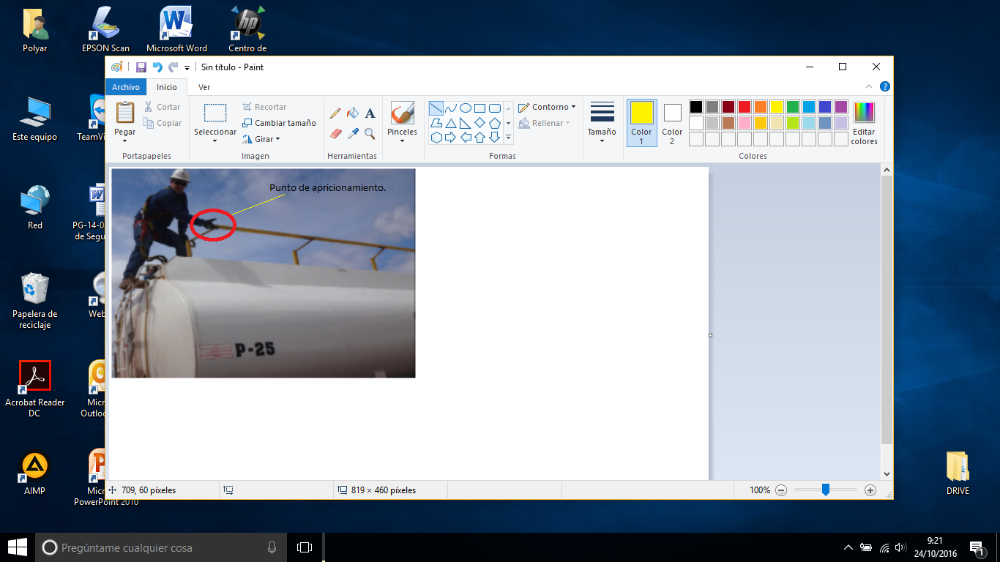 Polyar
EPSON Scan
Microsoft Word
Centro de
Sin título - Paint
Archivo
Inicio
Ver
Este equipo
TeamVi
Pegar
Cortar
Copiar
Portapapeles
Seleccionar
Recortar
Cambiar tamaño
Girar
Imagen
Herramientas
Pinceles
Contorno
Rellenar
Formas
Tamaño
Color 1
Color 2
Editar colores
Colores
Punto de apricionamiento.
P-25
Red
PG-14-0
de Segu
Papelera de
reciclaje
Web
Acrobat Reader
DC
Micr
Outloo
AIMP
Micr
PowerPoint 2010
DRIVE
709, 60 píxeles
819 × 460 píxeles
100%
Pregúntame cualquier cosa
9:21
24/10/2016
1